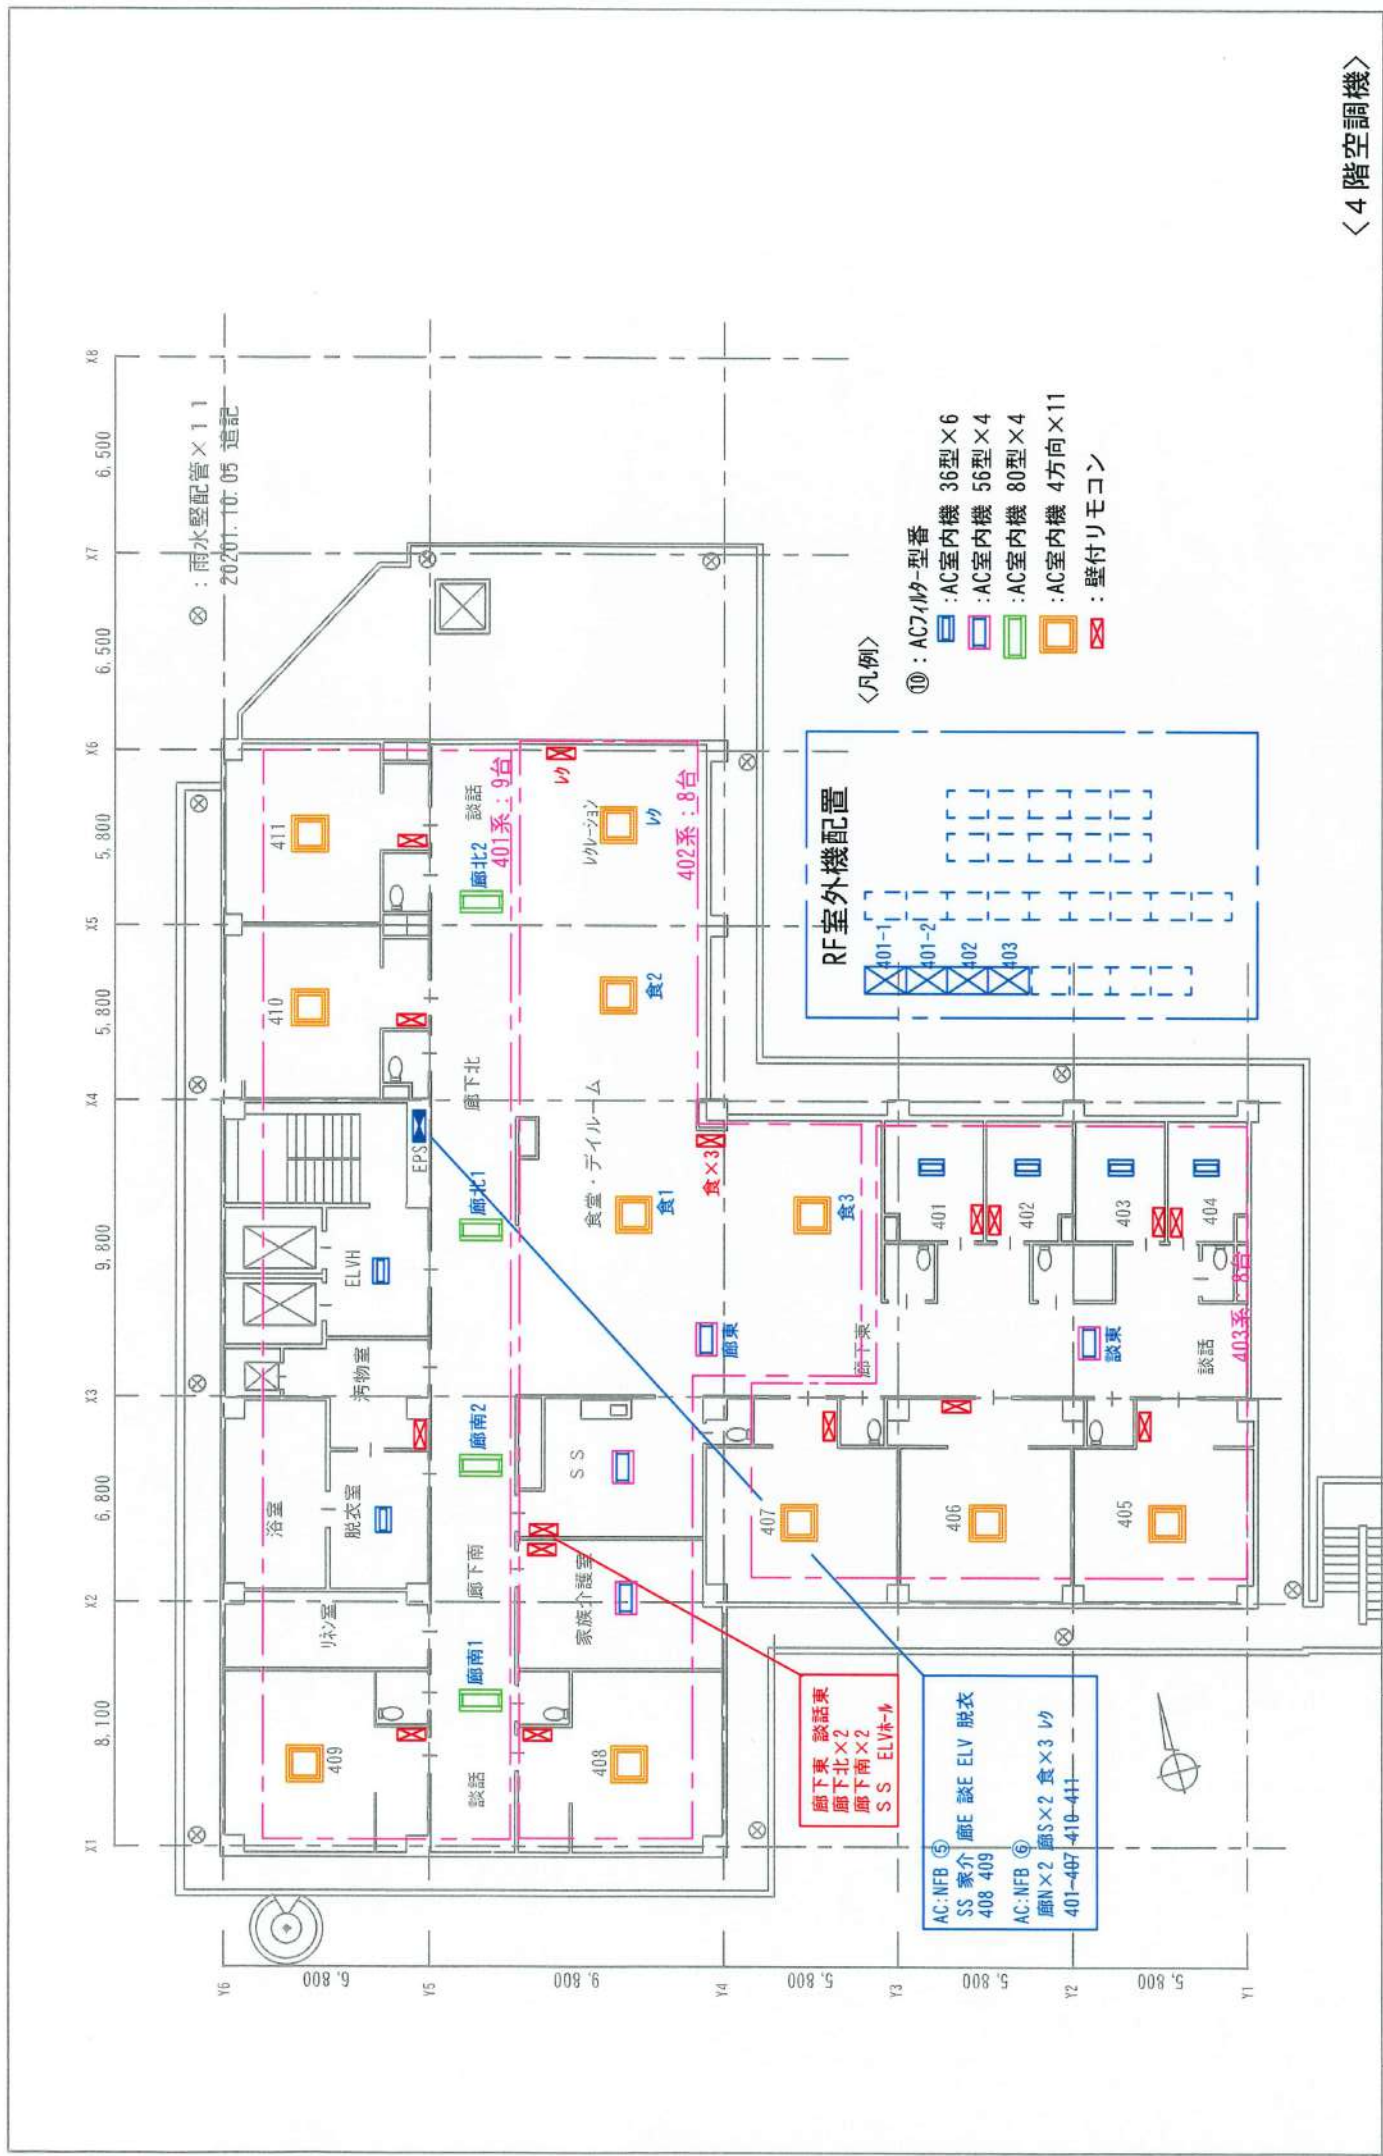 <4階空調機>
⊗：雨水竪配管×11
20201.10.05 追記
X1
X2
X3
X4
X5
X6
X7
X8
8,100
6,800
9,800
5,800
5,800
6,500
6,500
Y6
Y5
Y4
Y3
Y2
Y1
6,800
9,800
5,800
5,800
5,800
409
リネン室
浴室
脱衣室
汚物室
ELVH
EPS
410
411
談話
廊南1
廊下南
廊南2
廊北1
廊下北
廊北2
談話
401系：9台
408
家族介護室
SS
食堂・デイルーム
食1
食2
レクレーション
レク
レク
402系：8台
食×3
廊東
食3
407
廊下東
401
402
403
404
406
405
談東
談話
403系：8台
廊下東 談話東
廊下北×2
廊下南×2
SS ELVホール
AC:NFB ⑤
SS 家介 廊E 談E ELV 脱衣
408 409
AC:NFB ⑥
廊N×2 廊S×2 食×3 レク
401-407 410-411
RF室外機配置
401-1
401-2
402
403
<凡例>
⑩：ACフィルター型番
：AC室内機 36型×6
：AC室内機 56型×4
：AC室内機 80型×4
：AC室内機 4方向×11
：壁付リモコン